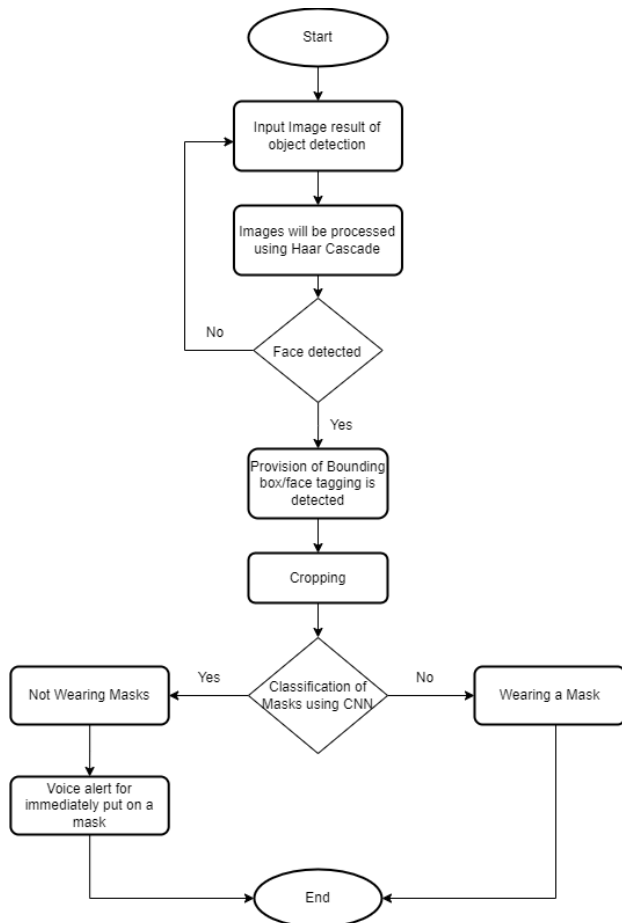 Start
Input Image result of
object detection
Images will be processed
using Haar Cascade
No
Face detected
Yes
Provision of Bounding
box/face tagging is
detected
Cropping
Yes
Classification of
Masks using CNN
No
Not Wearing Masks
Wearing a Mask
Voice alert for
immediately put on a
mask
End